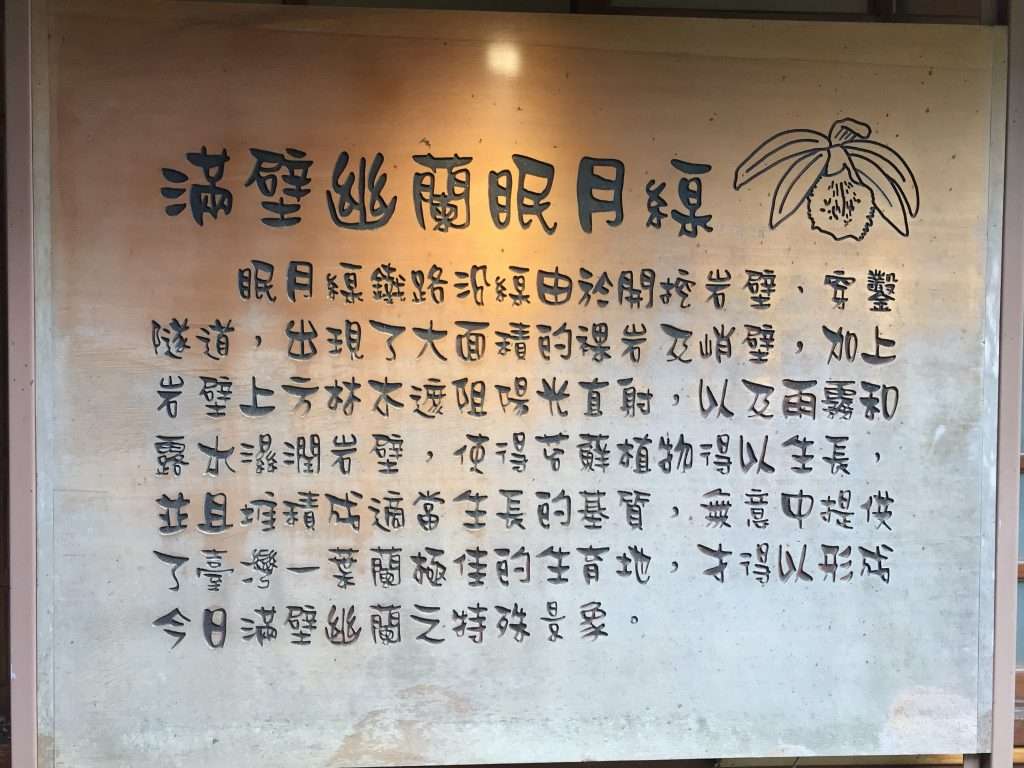 滿壁幽蘭眠月線
眠月線鐵路沿線由於開挖岩壁、穿鑿
隧道，出現了大面積的裸岩及峭壁，加上
岩壁上方林木遮阻陽光直射，以及雨霧和
露水濕潤岩壁，使得苔蘚植物得以生長，
並且堆積成適當生長的基質，無意中提供
了臺灣一葉蘭極佳的生育地，才得以形成
今日滿壁幽蘭之特殊景象。